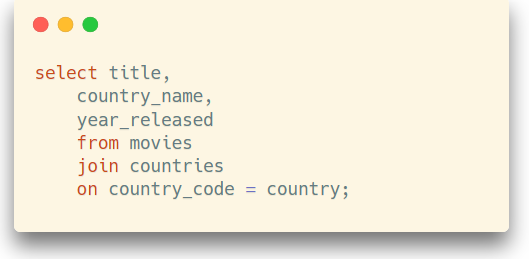 select title,
    country_name,
    year_released
    from movies
    join countries
    on country_code = country;